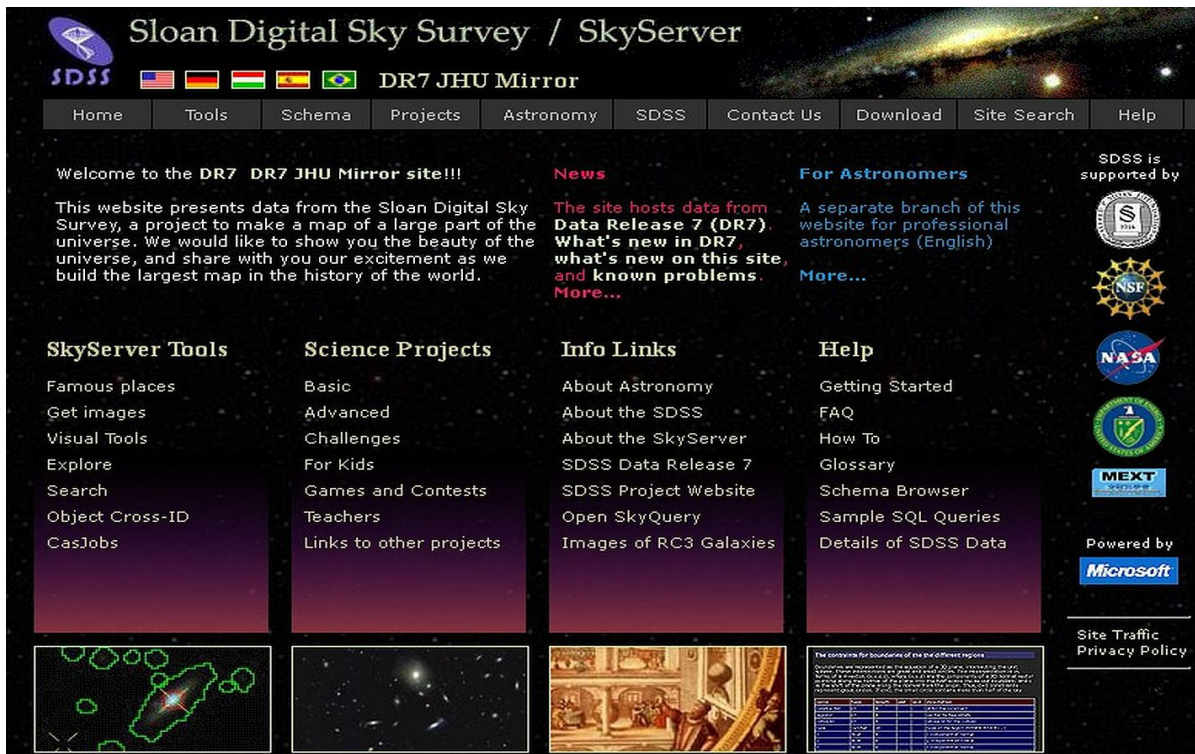 Sloan Digital Sky Survey / SkyServer
SDSS
DR7 JHU Mirror
Home Tools Schema Projects Astronomy SDSS Contact Us Download Site Search Help
Welcome to the DR7 DR7 JHU Mirror site!!!
This website presents data from the Sloan Digital Sky
Survey, a project to make a map of a large part of the
universe. We would like to show you the beauty of the
universe, and share with you our excitement as we
build the largest map in the history of the world.
News
The site hosts data from
Data Release 7 (DR7).
What's new in DR7,
what's new on this site,
and known problems.
More...
For Astronomers
A separate branch of this
website for professional
astronomers (English)
More...
SDSS is
supported by
NSF
NASA
MEXT
Powered by
Microsoft
Site Traffic
Privacy Policy
SkyServer Tools
Famous places
Get images
Visual Tools
Explore
Search
Object Cross-ID
CasJobs
Science Projects
Basic
Advanced
Challenges
For Kids
Games and Contests
Teachers
Links to other projects
Info Links
About Astronomy
About the SDSS
About the SkyServer
SDSS Data Release 7
SDSS Project Website
Open SkyQuery
Images of RC3 Galaxies
Help
Getting Started
FAQ
How To
Glossary
Schema Browser
Sample SQL Queries
Details of SDSS Data
The contraints for boundaries of the the different regions